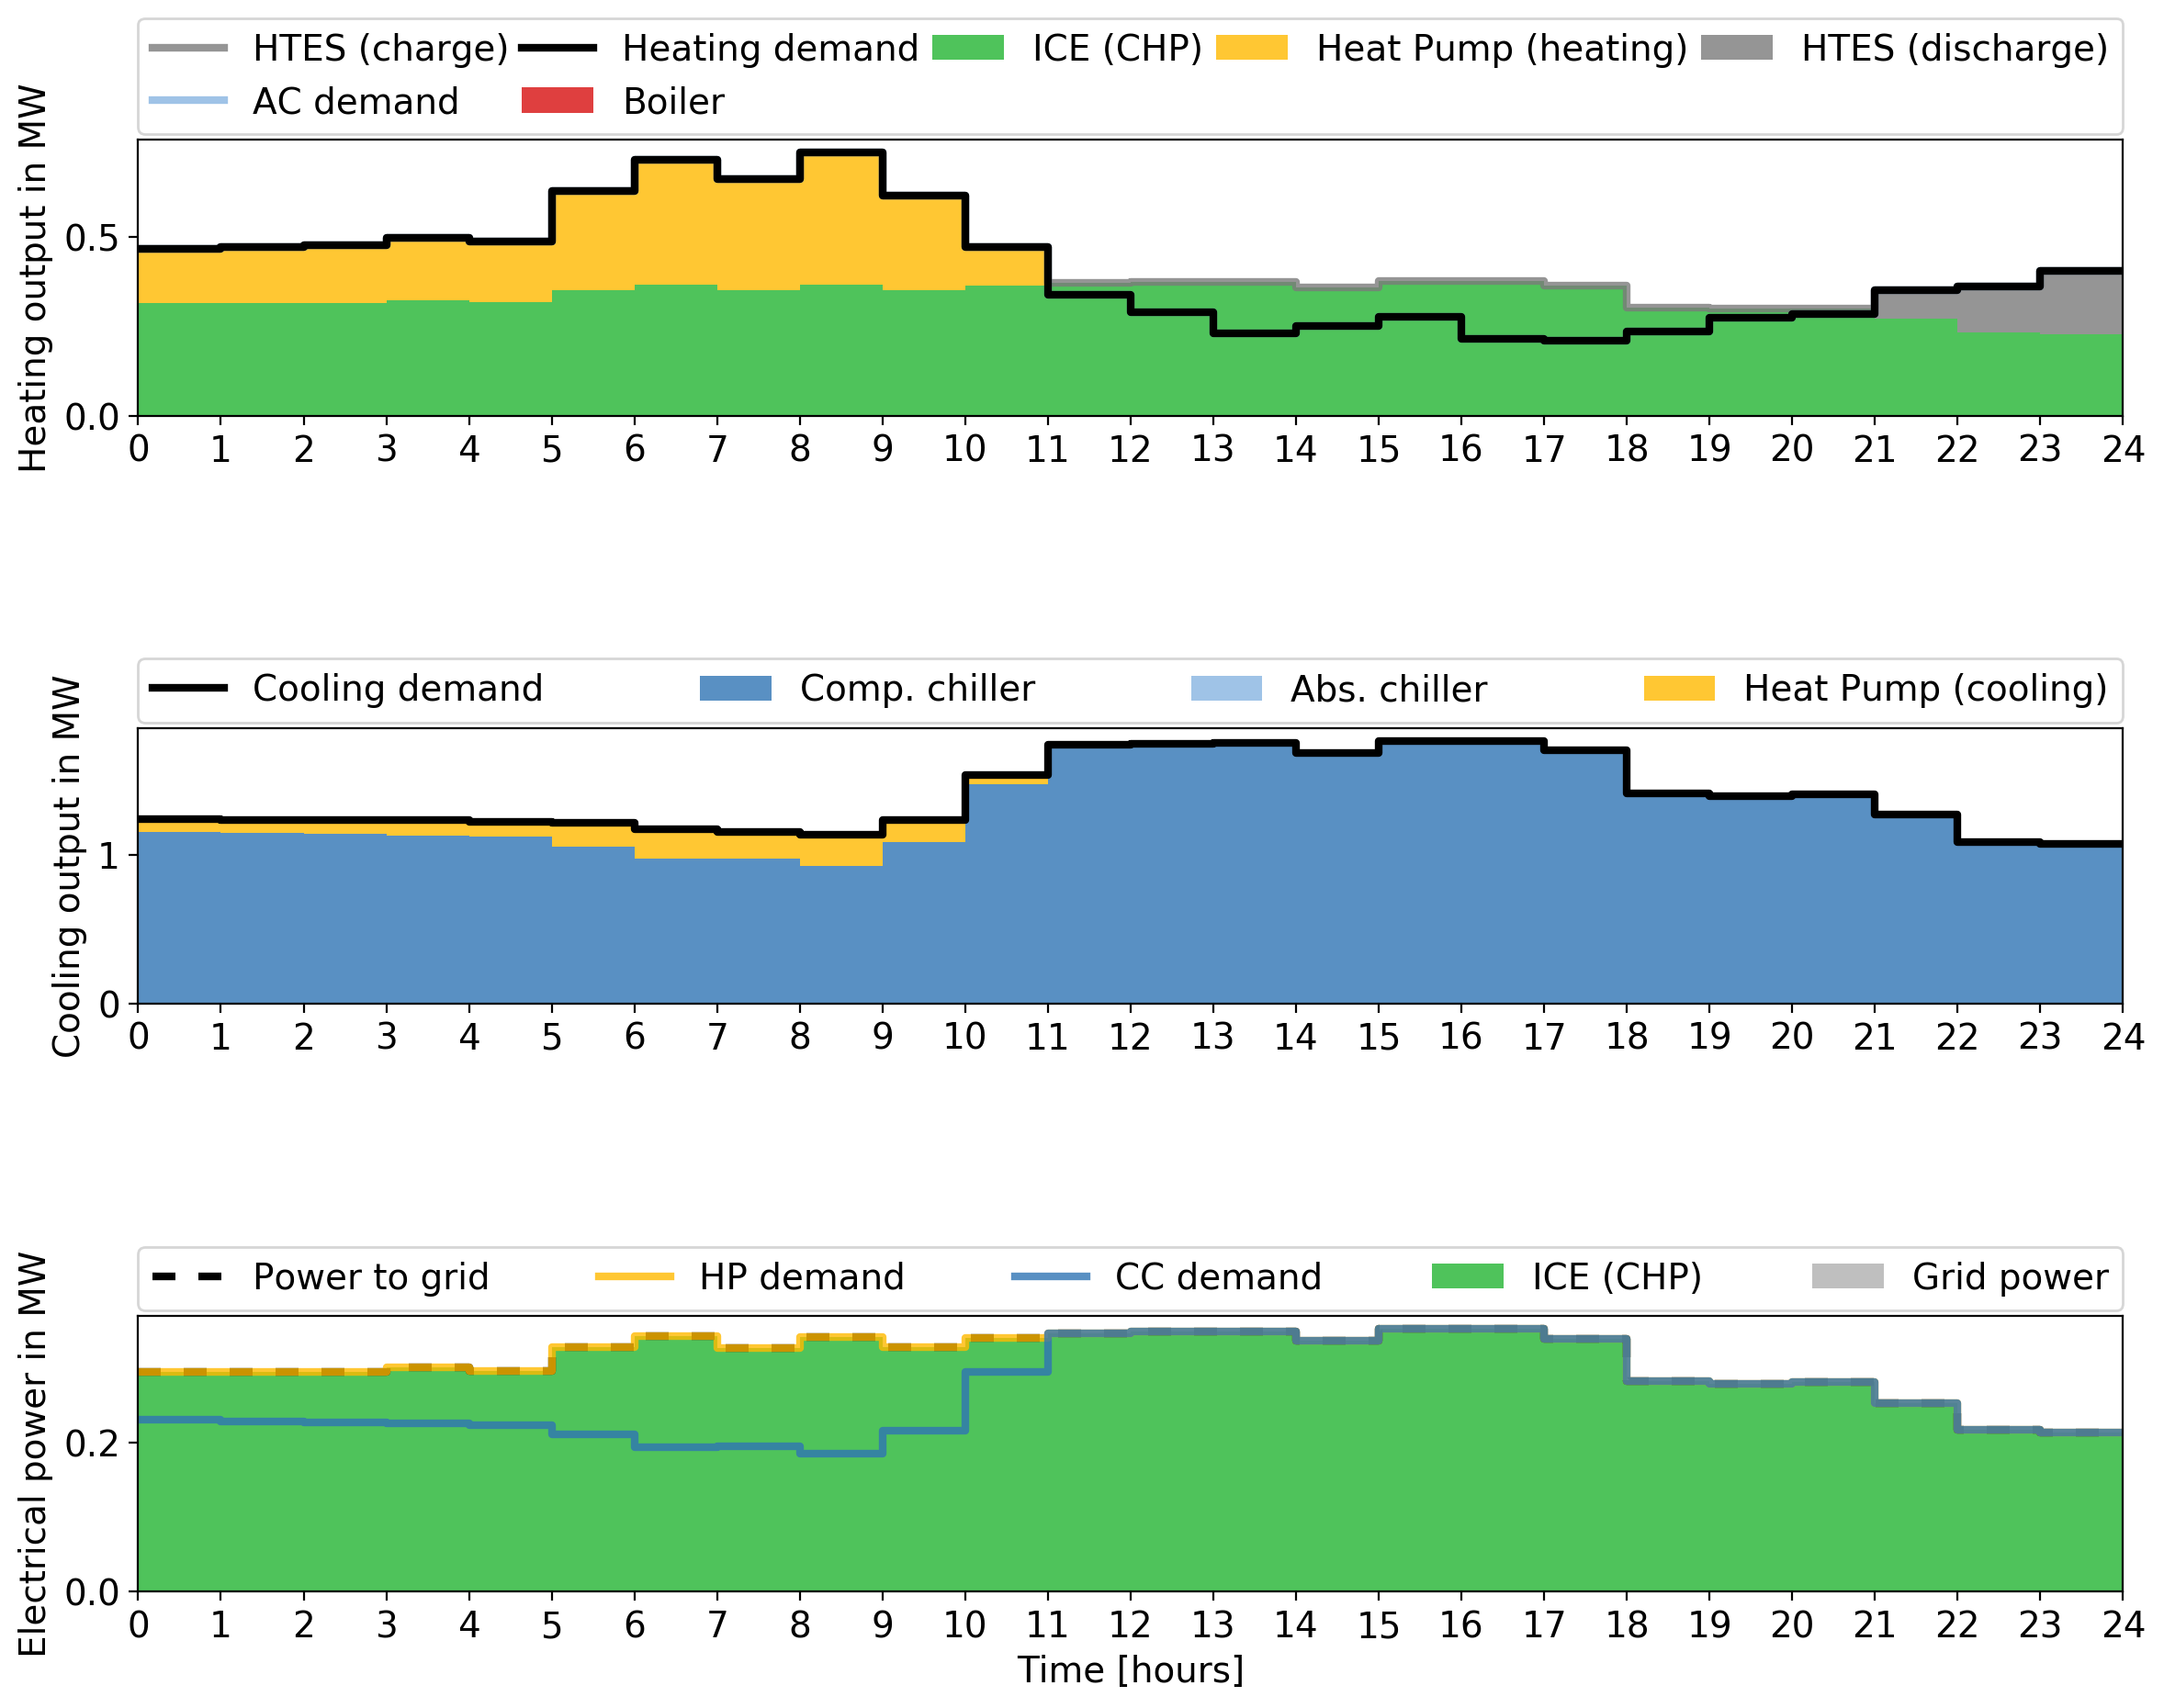 HTES (charge) Heating demand ICE (CHP) Heat Pump (heating) HTES (discharge)
AC demand Boiler
Heating output in MW
0.5
0.0
0 1 2 3 4 5 6 7 8 9 10 11 12 13 14 15 16 17 18 19 20 21 22 23 24
Cooling demand Comp. chiller Abs. chiller Heat Pump (cooling)
Cooling output in MW
1
0
0 1 2 3 4 5 6 7 8 9 10 11 12 13 14 15 16 17 18 19 20 21 22 23 24
Power to grid HP demand CC demand ICE (CHP) Grid power
Electrical power in MW
0.2
0.0
0 1 2 3 4 5 6 7 8 9 10 11 12 13 14 15 16 17 18 19 20 21 22 23 24
Time [hours]